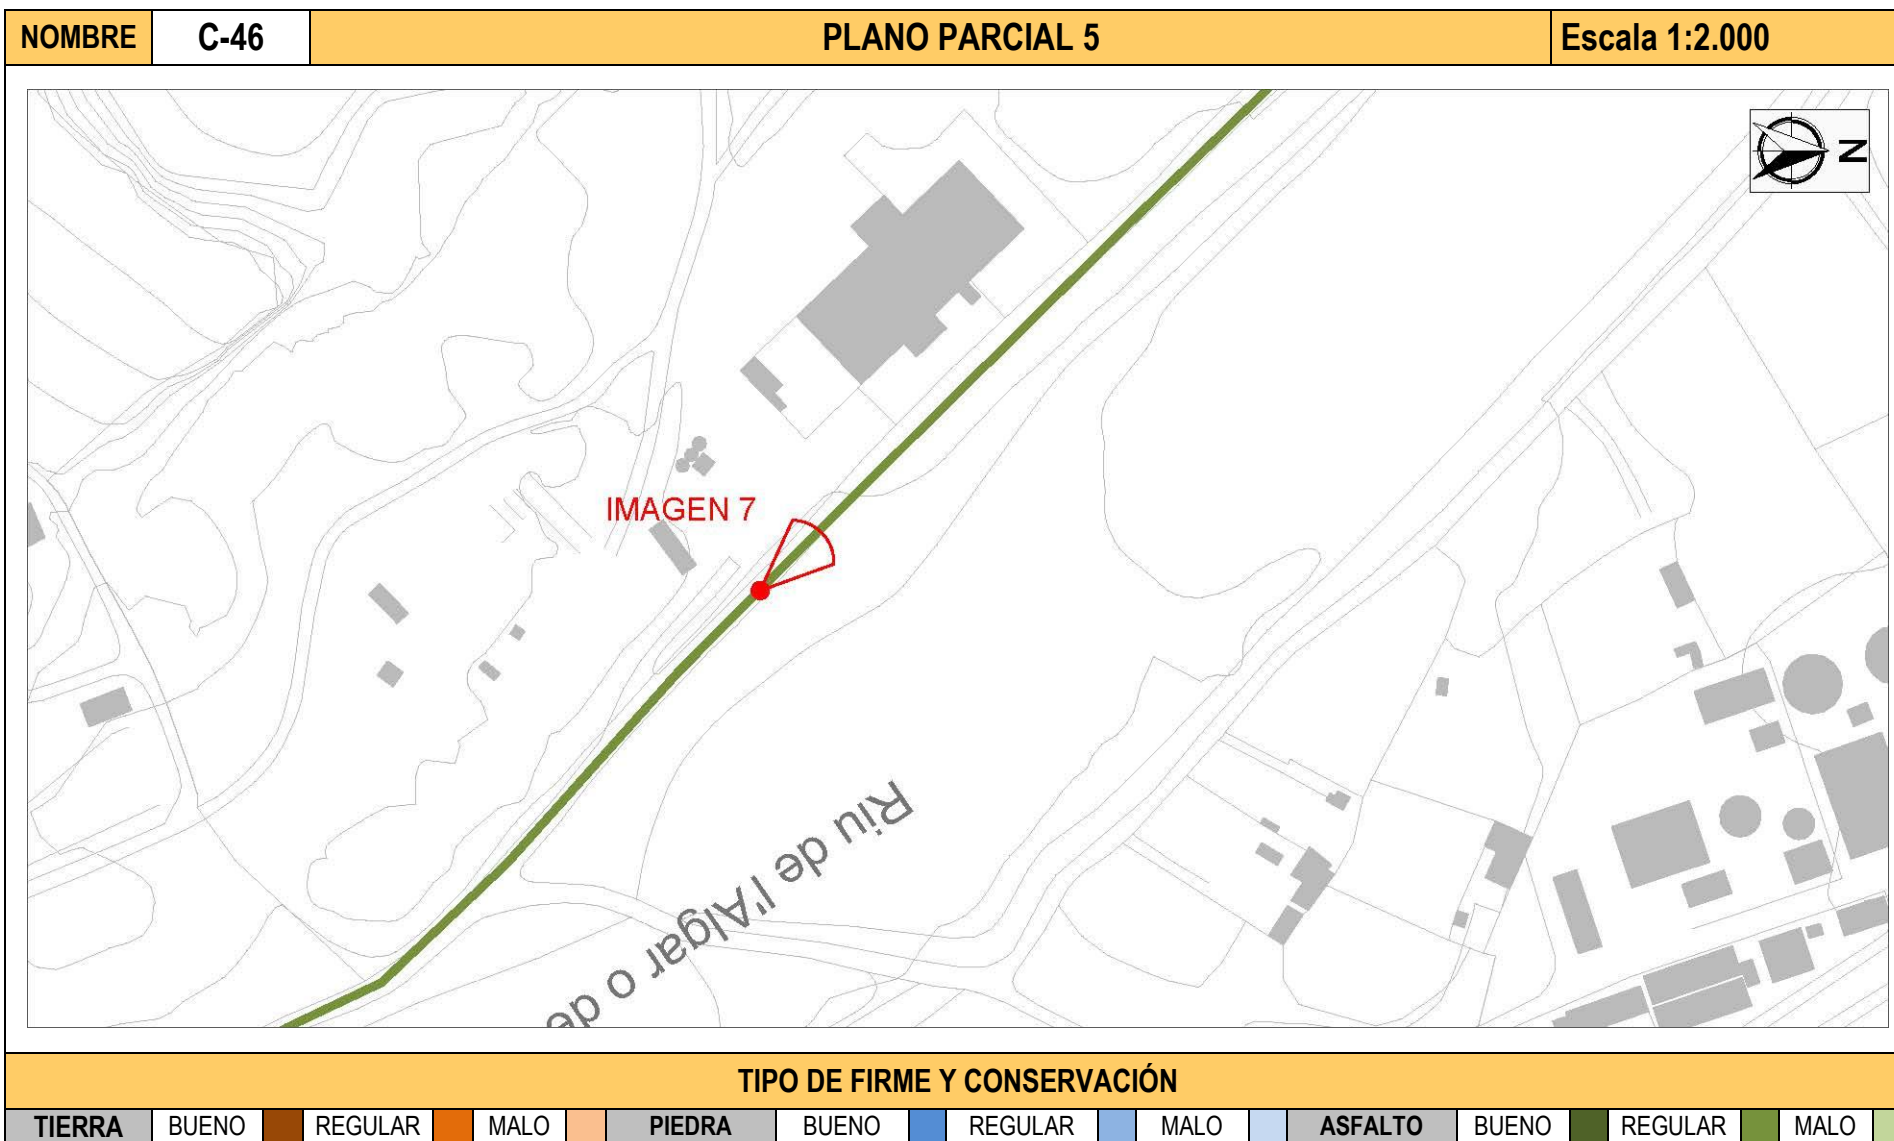 NOMBRE C-46 PLANO PARCIAL 5 Escala 1:2.000
N
IMAGEN 7
Riu de l'Algar o de
TIPO DE FIRME Y CONSERVACIÓN
TIERRA BUENO REGULAR MALO PIEDRA BUENO REGULAR MALO ASFALTO BUENO REGULAR MALO